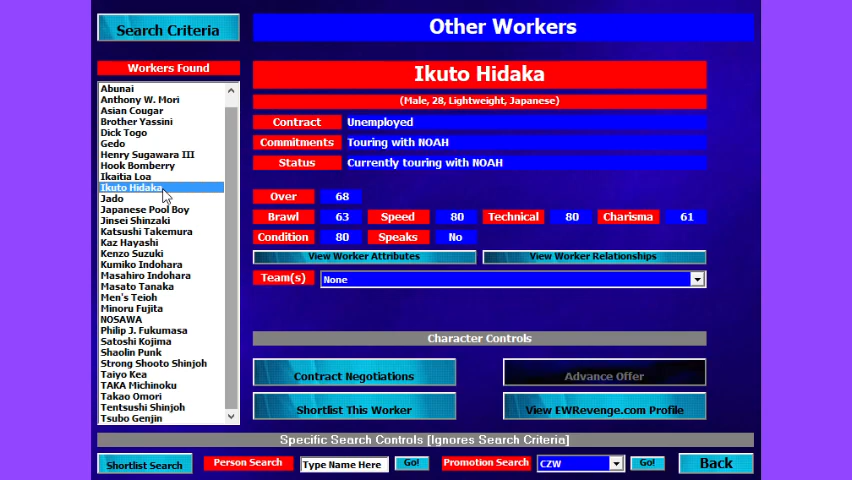 Search Criteria
Other Workers
Workers Found
Abunai
Anthony W. Mori
Asian Cougar
Brother Yassini
Dick Togo
Gedo
Henry Sugawara III
Hook Bomberry
Ikaitia Loa
Ikuto Hidaka
Jado
Japanese Pool Boy
Jinsei Shinzaki
Katsushi Takemura
Kaz Hayashi
Kenzo Suzuki
Kumiko Indohara
Masahiro Indohara
Masato Tanaka
Men's Teioh
Minoru Fujita
NOSAWA
Philip J. Fukumasa
Satoshi Kojima
Shaolin Punk
Strong Shooto Shinjoh
Taiyo Kea
TAKA Michinoku
Takao Omori
Tentsushi Shinjoh
Tsubo Genjin
Ikuto Hidaka
(Male, 28, Lightweight, Japanese)
Contract Unemployed
Commitments Touring with NOAH
Status Currently touring with NOAH
Over 68
Brawl 63 Speed 80 Technical 80 Charisma 61
Condition 80 Speaks No
View Worker Attributes View Worker Relationships
Team(s) None
Character Controls
Contract Negotiations Advance Offer
Shortlist This Worker View EWRevenge.com Profile
Specific Search Controls [Ignores Search Criteria]
Shortlist Search Person Search Type Name Here Go! Promotion Search CZW Go! Back